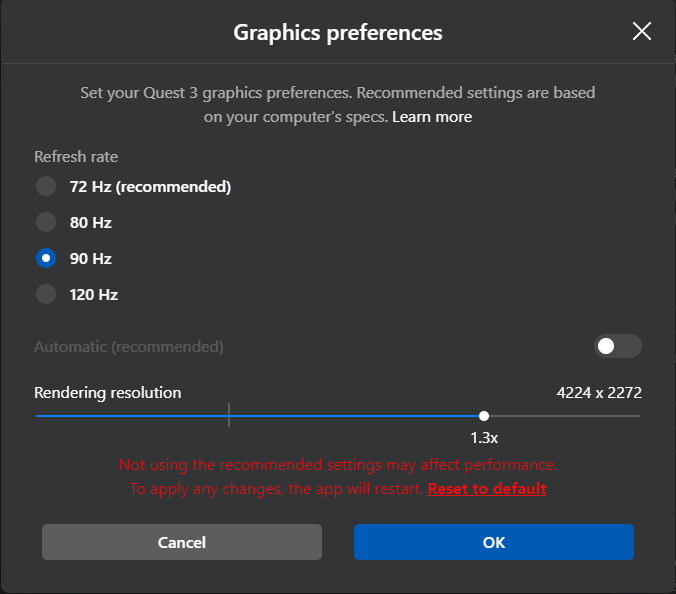 Graphics preferences
Set your Quest 3 graphics preferences. Recommended settings are based
on your computer's specs. Learn more
Refresh rate
72 Hz (recommended)
80 Hz
90 Hz
120 Hz
Automatic (recommended)
Rendering resolution 4224 x 2272
1.3x
Not using the recommended settings may affect performance.
To apply any changes, the app will restart. Reset to default
Cancel OK